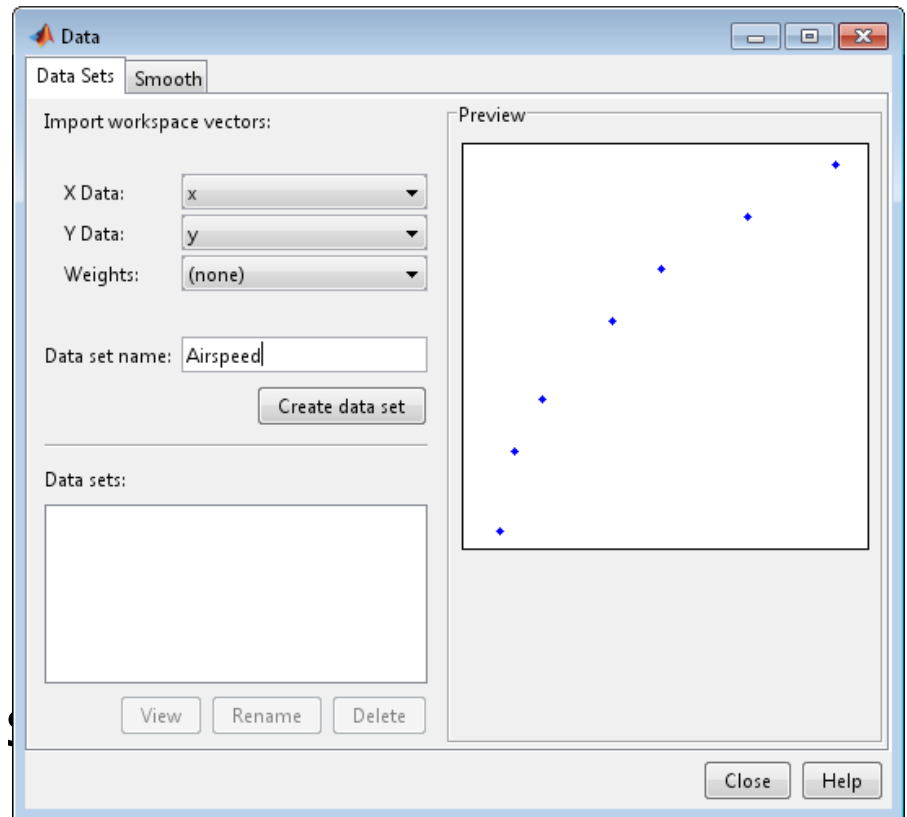 Data
Data Sets Smooth
Import workspace vectors:
Preview
X Data: x
Y Data: y
Weights: (none)
Data set name: Airspeed
Create data set
Data sets:
View Rename Delete
Close Help